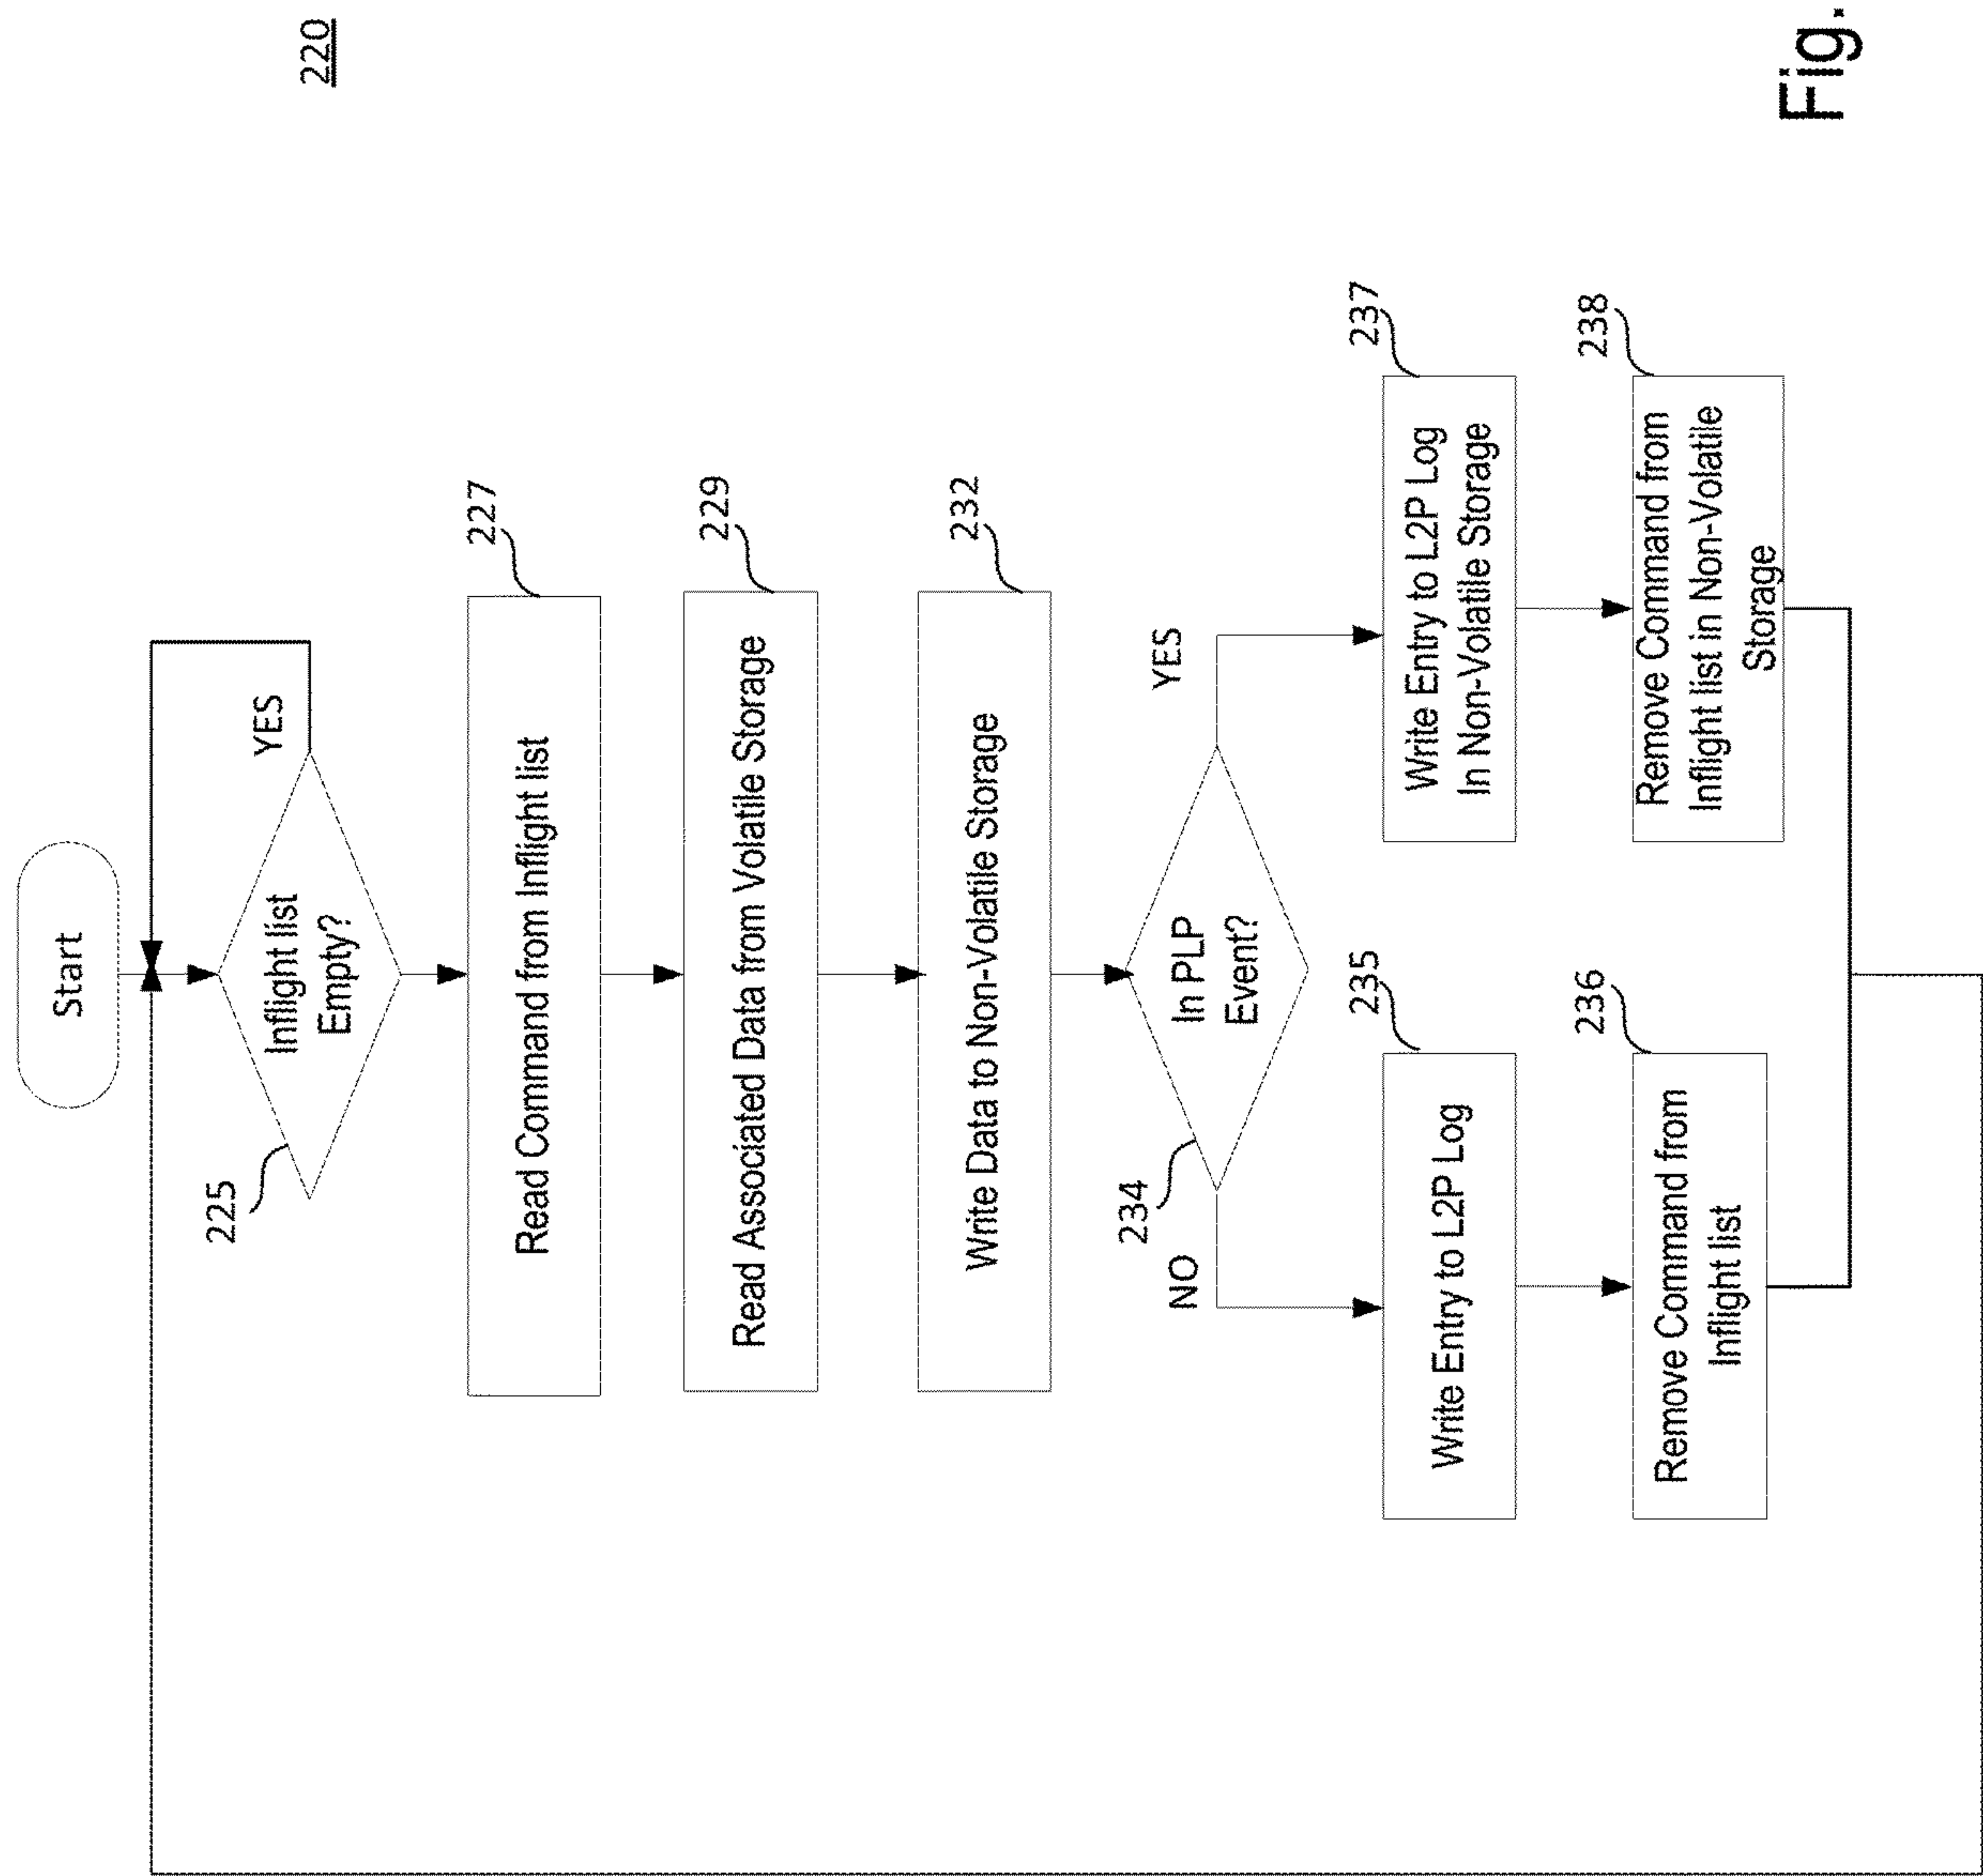 220
Start
Inflight list
Empty?
YES
225
Read Command from Inflight list
227
Read Associated Data from Volatile Storage
229
Write Data to Non-Volatile Storage
232
In PLP
Event?
234
NO
YES
Write Entry to L2P Log
235
Remove Command from
Inflight list
236
Write Entry to L2P Log
In Non-Volatile Storage
237
Remove Command from
Inflight list in Non-Volatile
Storage
238
Fig.